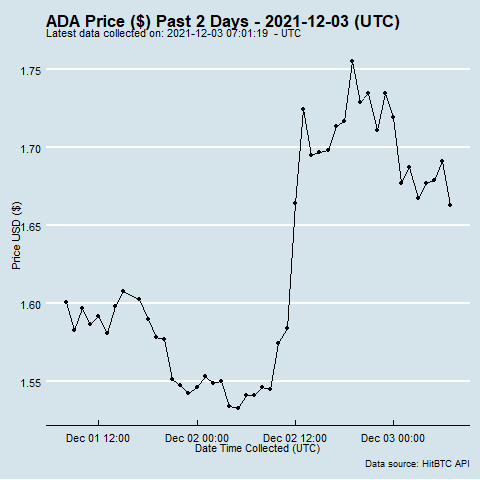 ADA Price ($) Past 2 Days - 2021-12-03 (UTC)
Latest data collected on: 2021-12-03 07:01:19 - UTC
1.75
1.70
1.65
1.60
1.55
Price USD ($)
Dec 01 12:00 Dec 02 00:00 Dec 02 12:00 Dec 03 00:00
Date Time Collected (UTC)
Data source: HitBTC API